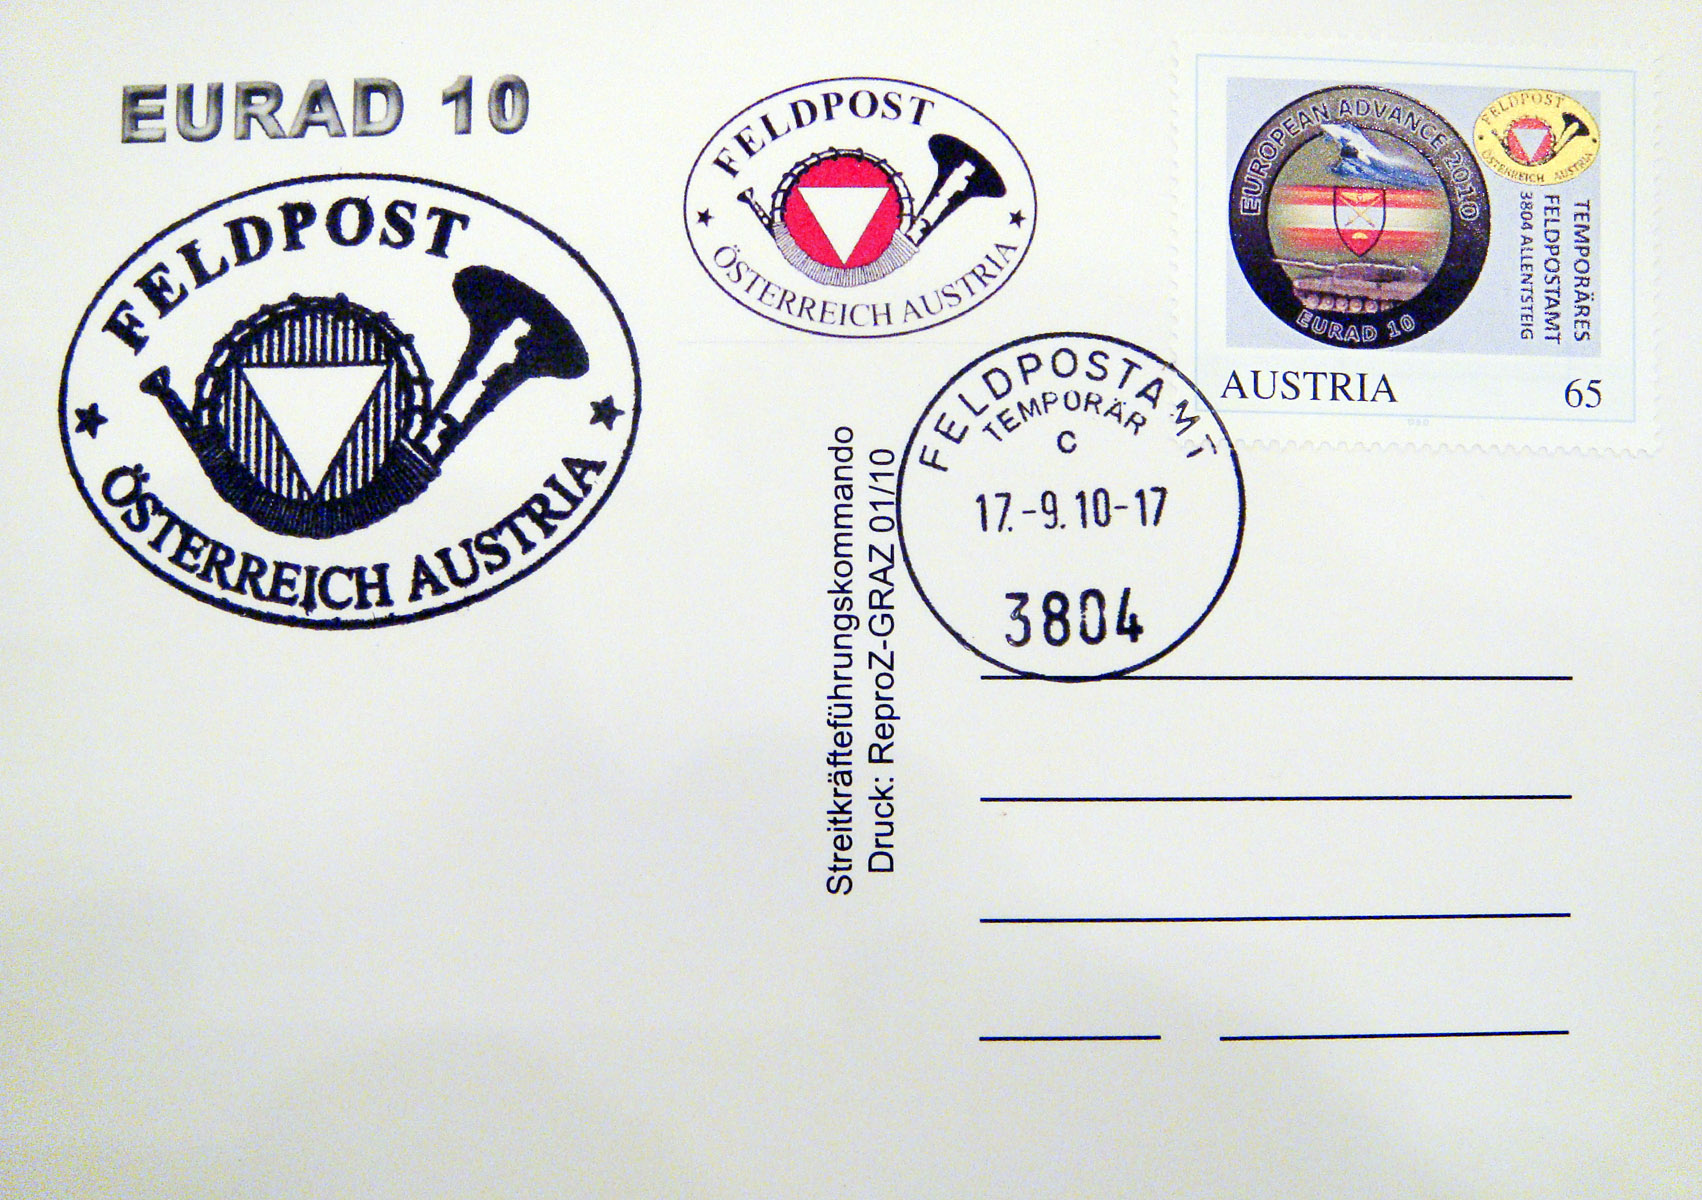 EURAD 10
FELDPOST
ÖSTERREICH AUSTRIA
FELDPOST
ÖSTERREICH AUSTRIA
EUROPEAN ADVANCE 2010
EURAD 10
FELDPOST
ÖSTERREICH AUSTRIA
TEMPORÄRES
FELDPOSTAMT
3804 ALLENTSTEIG
AUSTRIA 65
FELDPOSTAMT
TEMPORÄR
C
17.-9.10-17
3804
Streitkräfteführungskommando
Druck: ReproZ-GRAZ 01/10